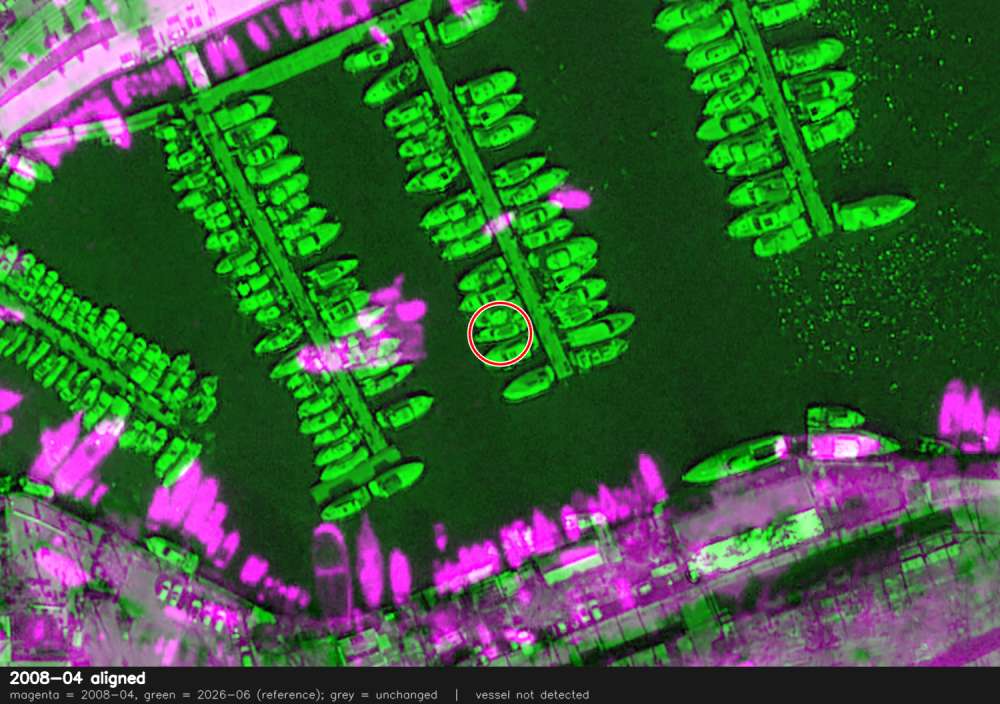 2008-04 aligned
magenta = 2008-04, green = 2026-06 (reference); grey = unchanged | vessel not detected